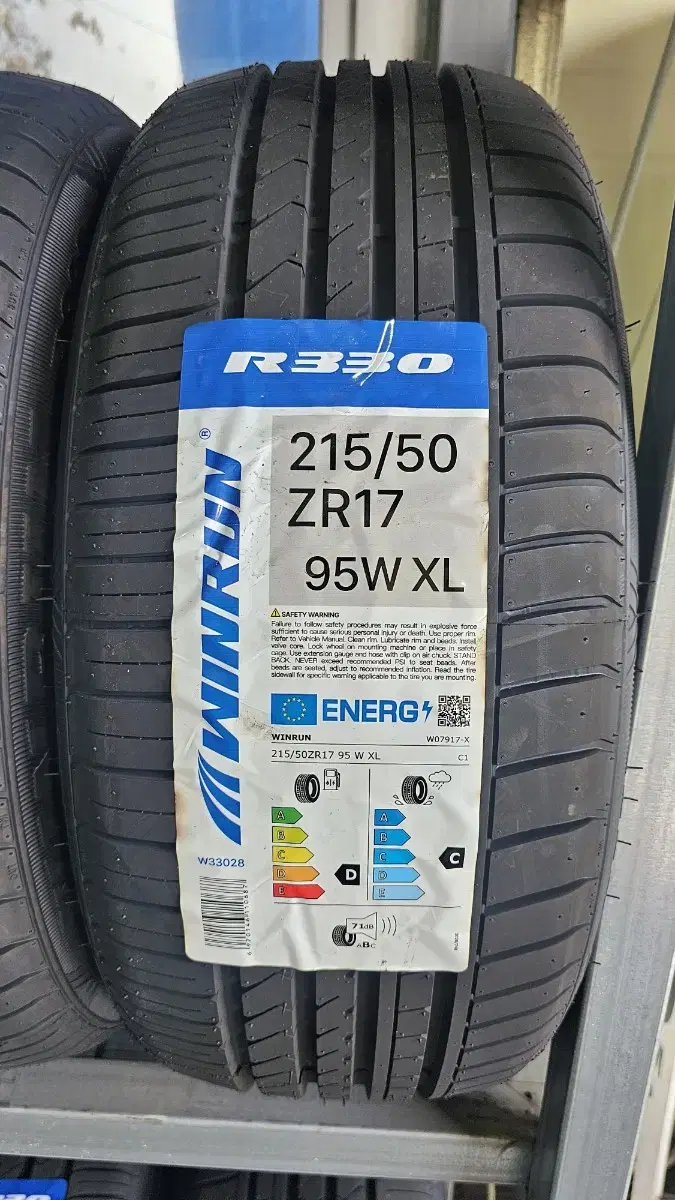 R330
215/50
ZR17
95W XL
WINRUN®
SAFETY WARNING
Failure to follow safety procedures may result in explosive force
sufficient to cause serious personal injury or death. Use proper rim.
Refer to Vehicle Manual. Clean rim. Lubricate rim and beads. Install
valve core. Lock wheel on mounting machine or place in safety
cage. Use extension gauge and hose with clip on air chuck. STAND
BACK. NEVER exceed recommended PSI to seat beads. After
beads are seated, adjust to recommended inflation. Read the tire
sidewall for specific warning applicable to the tire you are mounting.
ENERG
WINRUN W07917-X
215/50ZR17 95 W XL C1
A A
B B
C C C
D D D
E E
W33028
71dB
ABC